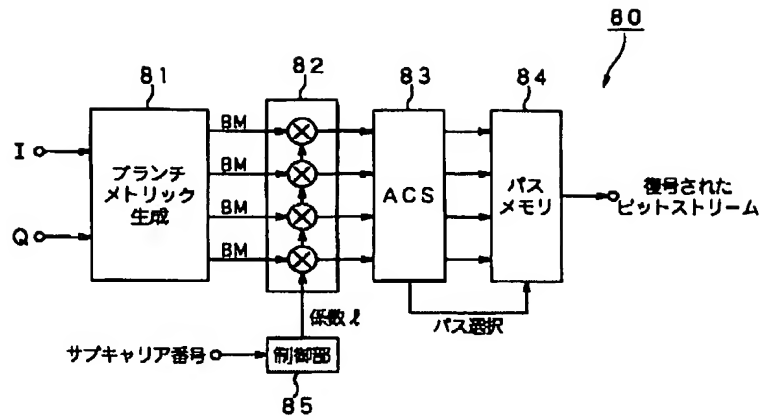 80
81
82
83
84
I
Q
ブランチ
メトリック
生成
BM
BM
BM
BM
ACS
パス
メモリ
復号された
ビットストリーム
係数ℓ
パス選択
サブキャリア番号
制御部
85